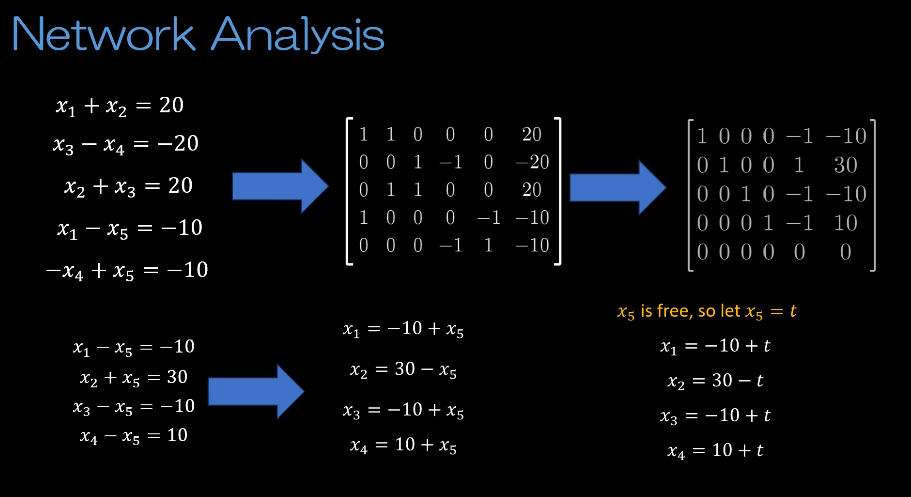 Network Analysis
x₁ + x₂ = 20
x₃ − x₄ = −20
x₂ + x₃ = 20
x₁ − x₅ = −10
−x₄ + x₅ = −10
1 1 0 0 0 20
0 0 1 −1 0 −20
0 1 1 0 0 20
1 0 0 0 −1 −10
0 0 0 −1 1 −10
1 0 0 0 −1 −10
0 1 0 0 1 30
0 0 1 0 −1 −10
0 0 0 1 −1 10
0 0 0 0 0 0
x₁ − x₅ = −10
x₂ + x₅ = 30
x₃ − x₅ = −10
x₄ − x₅ = 10
x₁ = −10 + x₅
x₂ = 30 − x₅
x₃ = −10 + x₅
x₄ = 10 + x₅
x₅ is free, so let x₅ = t
x₁ = −10 + t
x₂ = 30 − t
x₃ = −10 + t
x₄ = 10 + t